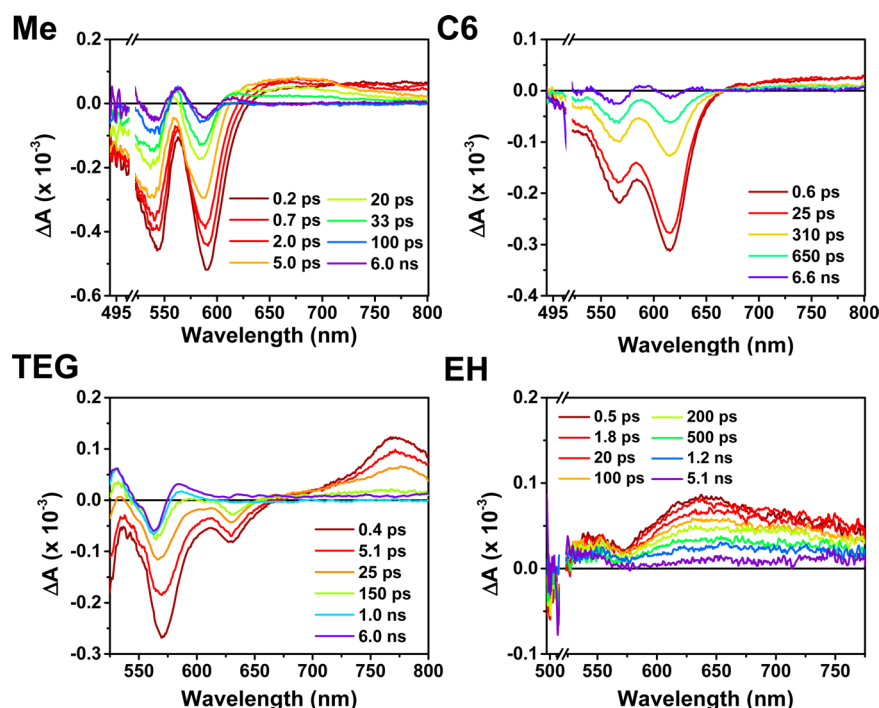 Me
0.2
0.0
-0.2
-0.4
-0.6
ΔA (x 10⁻³)
0.2 ps
0.7 ps
2.0 ps
5.0 ps
20 ps
33 ps
100 ps
6.0 ns
495 550 600 650 700 750 800
Wavelength (nm)
C6
0.1
0.0
-0.1
-0.2
-0.3
-0.4
ΔA (x 10⁻³)
0.6 ps
25 ps
310 ps
650 ps
6.6 ns
495 550 600 650 700 750 800
Wavelength (nm)
TEG
0.2
0.1
0.0
-0.1
-0.2
-0.3
ΔA (x 10⁻³)
0.4 ps
5.1 ps
25 ps
150 ps
1.0 ns
6.0 ns
550 600 650 700 750 800
Wavelength (nm)
EH
0.2
0.1
0.0
-0.1
ΔA (x 10⁻³)
0.5 ps
1.8 ps
20 ps
100 ps
200 ps
500 ps
1.2 ns
5.1 ns
500 550 600 650 700 750
Wavelength (nm)